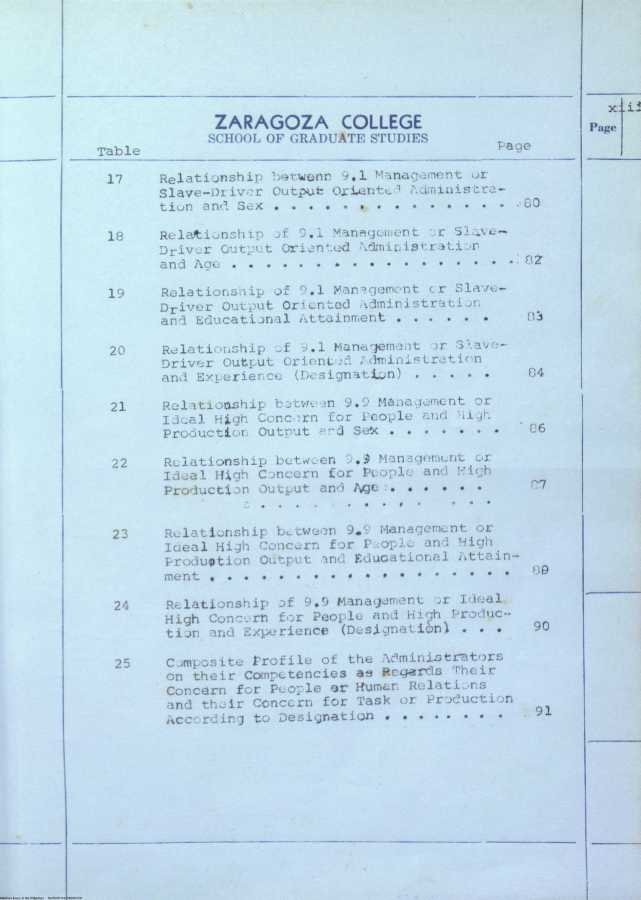 xiii
Page
ZARAGOZA COLLEGE
SCHOOL OF GRADUATE STUDIES
Table Page
17 Relationship betwenn 9.1 Management or
Slave-Driver Output Oriented Administra-
tion and Sex . . . . . . . . . . . . . . . . . 80
18 Relationship of 9.1 Management or Slave-
Driver Output Oriented Administration
and Age . . . . . . . . . . . . . . . . . . . . 82
19 Relationship of 9.1 Management or Slave-
Driver Output Oriented Administration
and Educational Attainment . . . . . . 83
20 Relationship of 9.1 Management or Slave-
Driver Output Oriented Administration
and Experience (Designation) . . . . . 84
21 Relationship between 9.9 Management or
Ideal High Concern for People and High
Production Output and Sex . . . . . . . 86
22 Relationship between 9.9 Management or
Ideal High Concern for People and High
Production Output and Age . . . . . . . 87
23 Relationship between 9.9 Management or
Ideal High Concern for People and High
Production Output and Educational Attain-
ment . . . . . . . . . . . . . . . . . . 89
24 Relationship of 9.9 Management or Ideal
High Concern for People and High Produc-
tion and Experience (Designation) . . . 90
25 Composite Profile of the Administrators
on their Competencies as Regards Their
Concern for People or Human Relations
and their Concern for Task or Production
According to Designation . . . . . . . . . 91